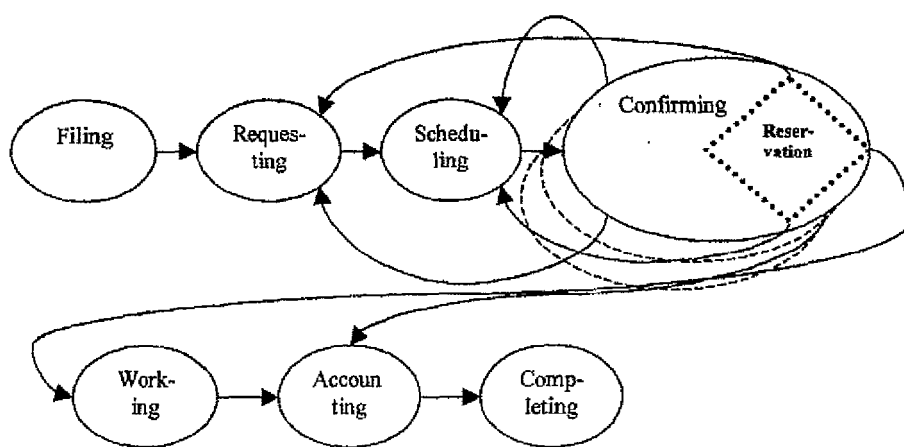 Filing
Reques-
ting
Schedu-
ling
Confirming
Reser-
vation
Work-
ing
Accoun
ting
Comp-
leting